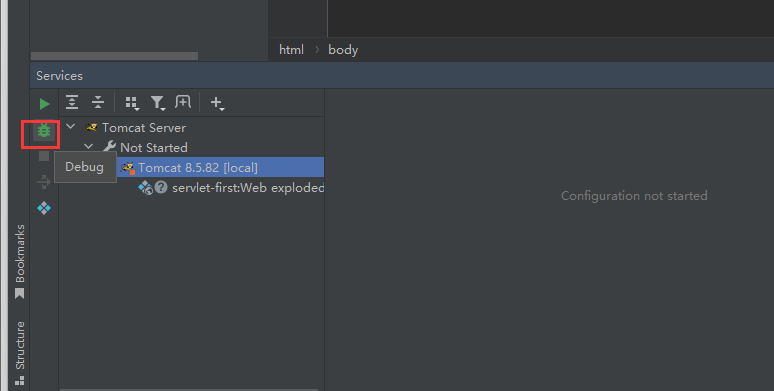 html > body
Services
Tomcat Server
Not Started
Debug
Tomcat 8.5.82 [local]
servlet-first:Web exploded
Configuration not started
Bookmarks
Structure